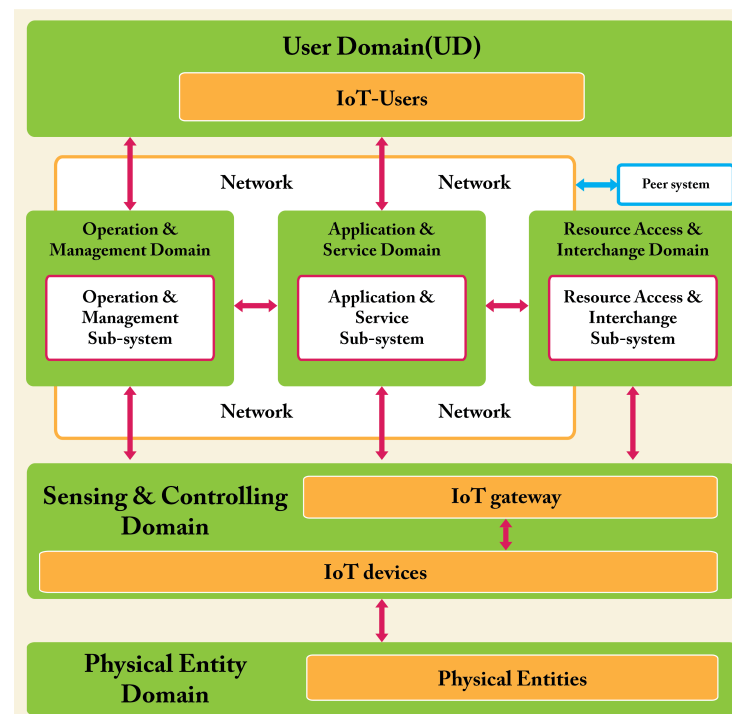 User Domain(UD)
IoT-Users
Network
Network
Peer system
Operation &
Management Domain
Operation &
Management
Sub-system
Application &
Service Domain
Application &
Service
Sub-system
Resource Access &
Interchange Domain
Resource Access &
Interchange
Sub-system
Network
Network
Sensing & Controlling
Domain
IoT gateway
IoT devices
Physical Entity
Domain
Physical Entities